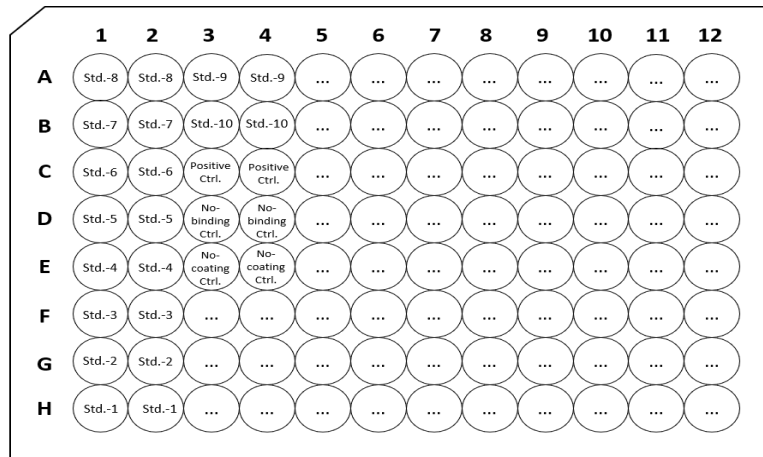 1 2 3 4 5 6 7 8 9 10 11 12
A Std.-8 Std.-8 Std.-9 Std.-9 ... ... ... ... ... ... ... ...
B Std.-7 Std.-7 Std.-10 Std.-10 ... ... ... ... ... ... ... ...
C Std.-6 Std.-6 Positive Ctrl. Positive Ctrl. ... ... ... ... ... ... ... ...
D Std.-5 Std.-5 No-binding Ctrl. No-binding Ctrl. ... ... ... ... ... ... ... ...
E Std.-4 Std.-4 No-coating Ctrl. No-coating Ctrl. ... ... ... ... ... ... ... ...
F Std.-3 Std.-3 ... ... ... ... ... ... ... ... ... ...
G Std.-2 Std.-2 ... ... ... ... ... ... ... ... ... ...
H Std.-1 Std.-1 ... ... ... ... ... ... ... ... ... ...